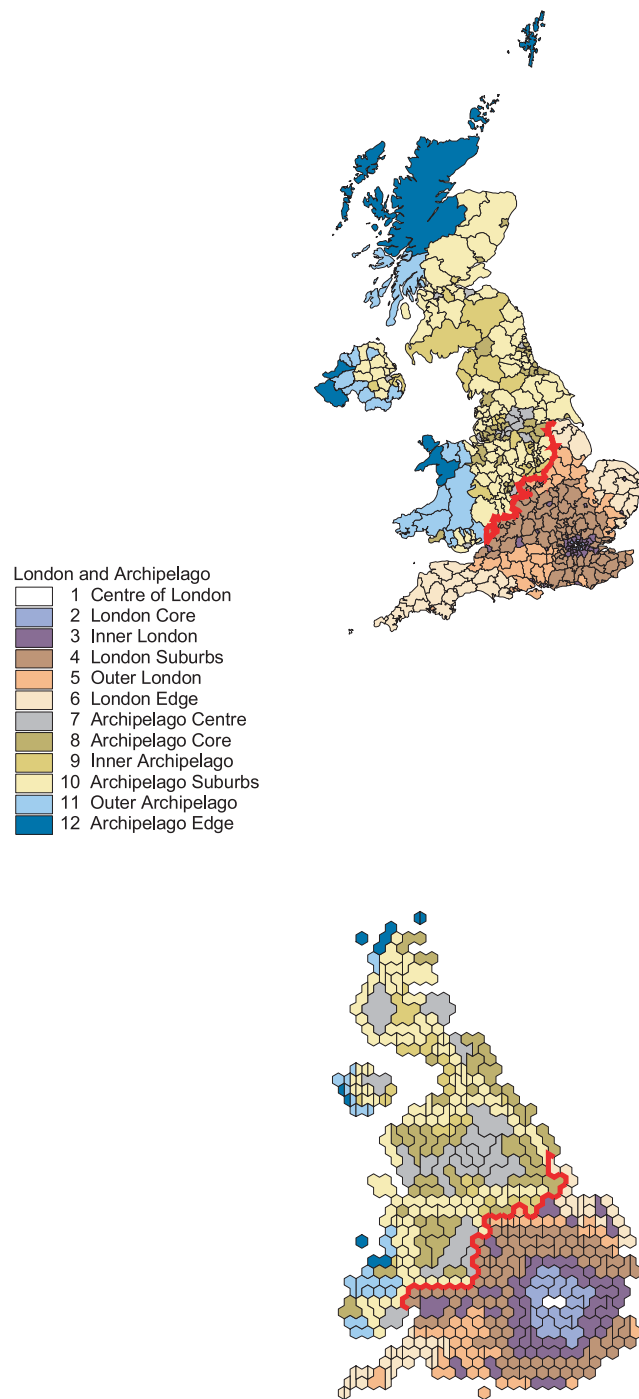 London and Archipelago
1 Centre of London
2 London Core
3 Inner London
4 London Suburbs
5 Outer London
6 London Edge
7 Archipelago Centre
8 Archipelago Core
9 Inner Archipelago
10 Archipelago Suburbs
11 Outer Archipelago
12 Archipelago Edge